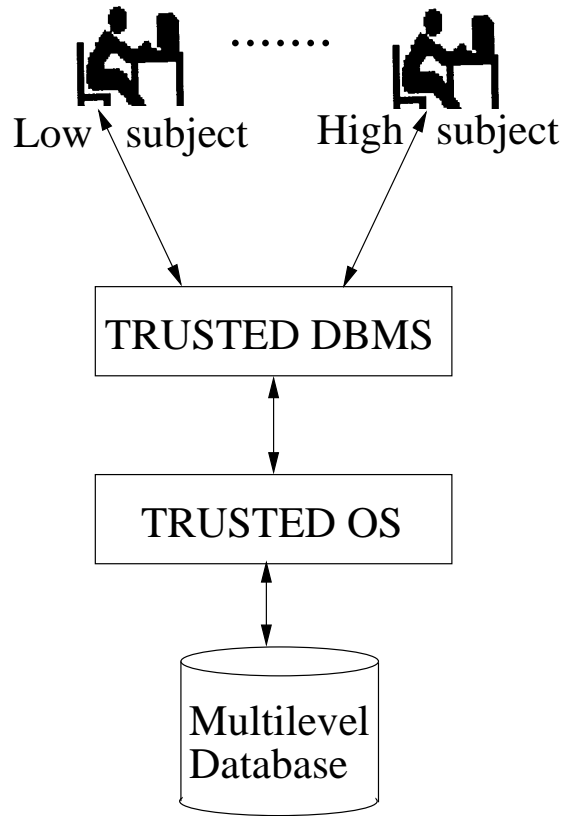 .......
Low subject
High subject
TRUSTED DBMS
TRUSTED OS
Multilevel
Database